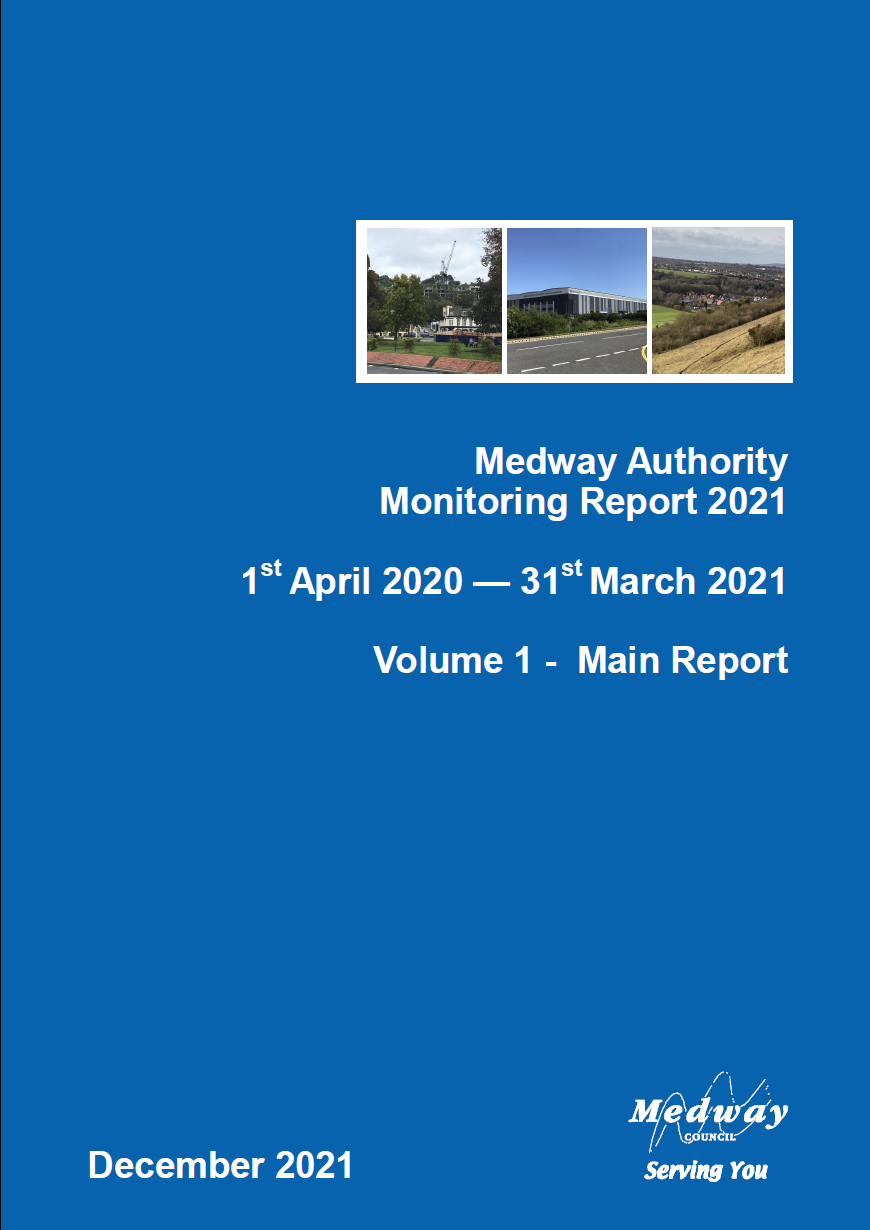 Medway Authority
Monitoring Report 2021
1st April 2020 — 31st March 2021
Volume 1 - Main Report
Medway
COUNCIL
Serving You
December 2021